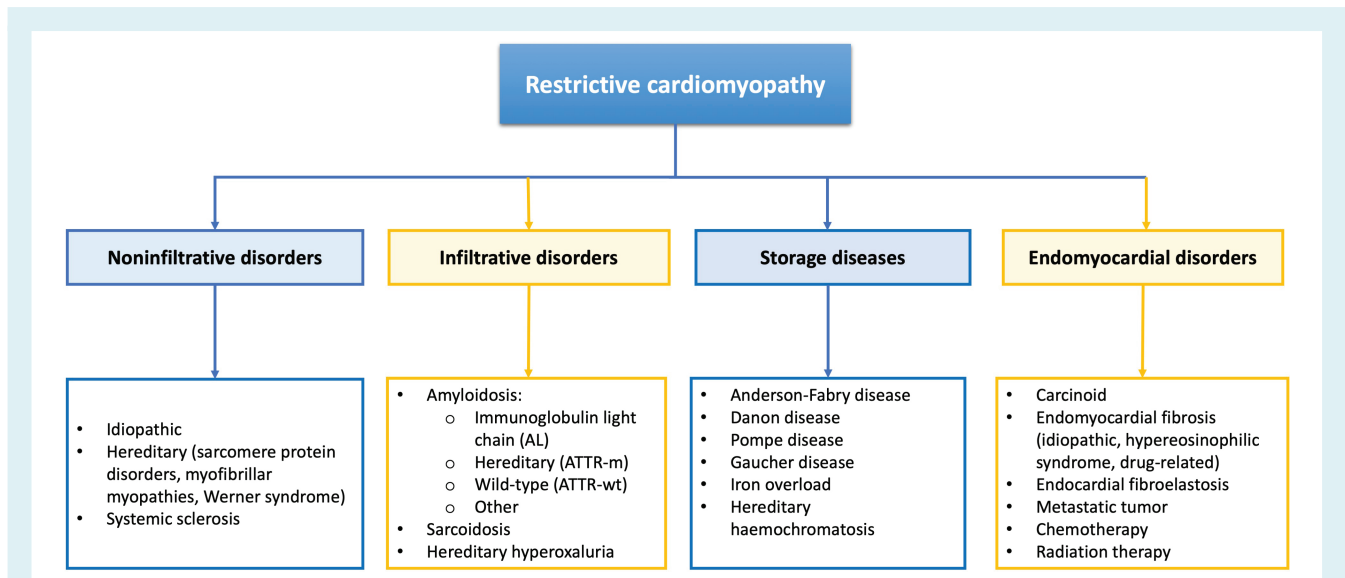 Restrictive cardiomyopathy
Noninfiltrative disorders
Infiltrative disorders
Storage diseases
Endomyocardial disorders
• Idiopathic
• Hereditary (sarcomere protein
disorders, myofibrillar
myopathies, Werner syndrome)
• Systemic sclerosis
• Amyloidosis:
o Immunoglobulin light
chain (AL)
o Hereditary (ATTR-m)
o Wild-type (ATTR-wt)
o Other
• Sarcoidosis
• Hereditary hyperoxaluria
• Anderson-Fabry disease
• Danon disease
• Pompe disease
• Gaucher disease
• Iron overload
• Hereditary
haemochromatosis
• Carcinoid
• Endomyocardial fibrosis
(idiopathic, hypereosinophilic
syndrome, drug-related)
• Endocardial fibroelastosis
• Metastatic tumor
• Chemotherapy
• Radiation therapy